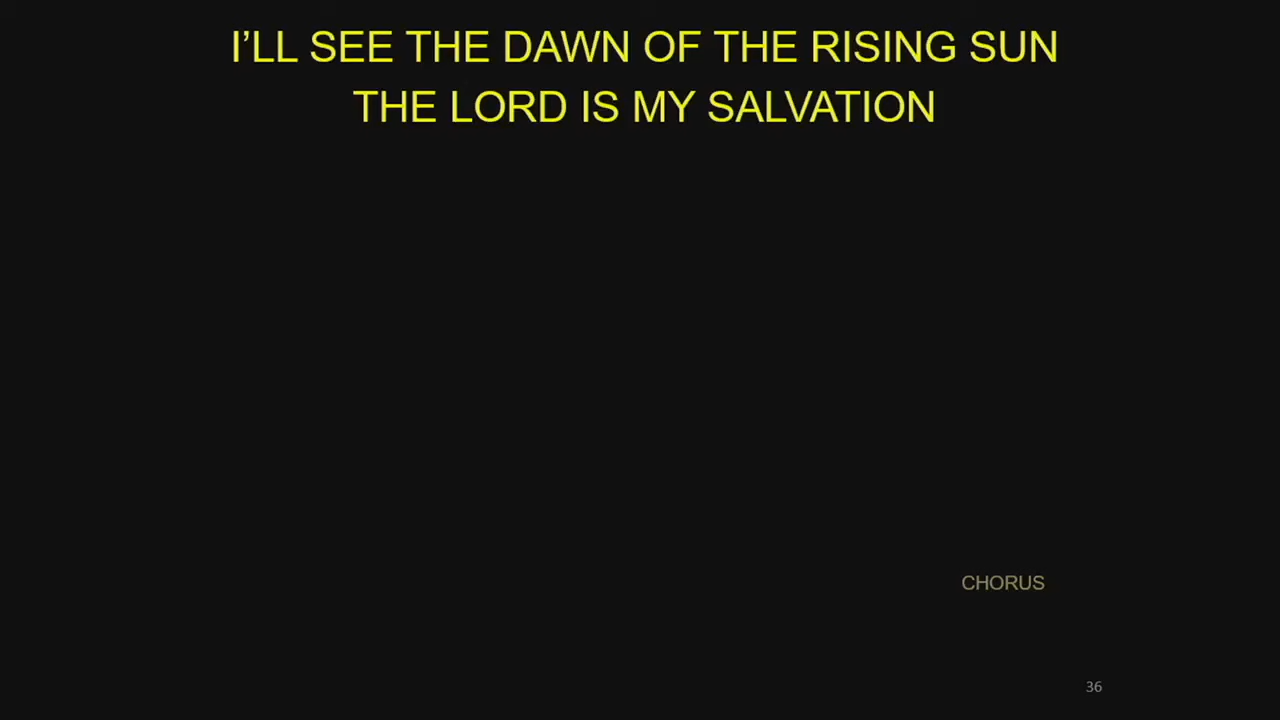 I’LL SEE THE DAWN OF THE RISING SUN
THE LORD IS MY SALVATION
CHORUS
36